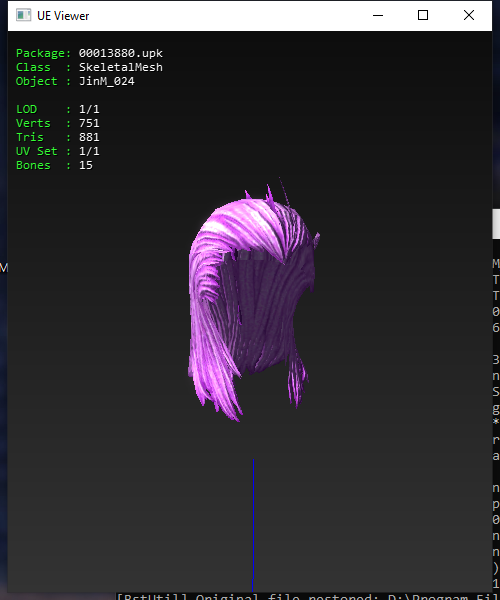 UE Viewer
Package: 00013880.upk
Class  : SkeletalMesh
Object : JinM_024
LOD    : 1/1
Verts  : 751
Tris   : 881
UV Set : 1/1
Bones  : 15
M
M
T
T
0
6
3
n
S
g
*
r
a
n
p
0
n
n
)
1
[BstUtil] Original file restored: D:\Program Fil